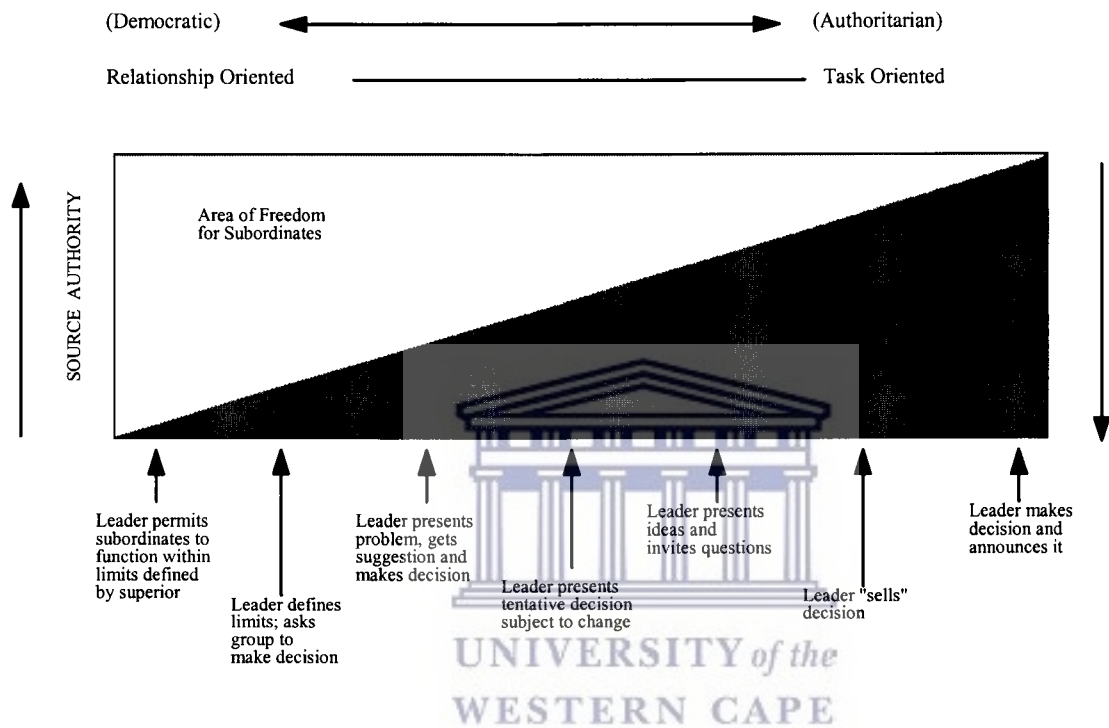 (Democratic) (Authoritarian)
Relationship Oriented Task Oriented
SOURCE AUTHORITY
Area of Freedom
for Subordinates
Leader permits
subordinates to
function within
limits defined
by superior
Leader defines
limits; asks
group to
make decision
Leader presents
problem, gets
suggestion and
makes decision
Leader presents
tentative decision
subject to change
Leader presents
ideas and
invites questions
Leader "sells"
decision
Leader makes
decision and
announces it
UNIVERSITY of the
WESTERN CAPE